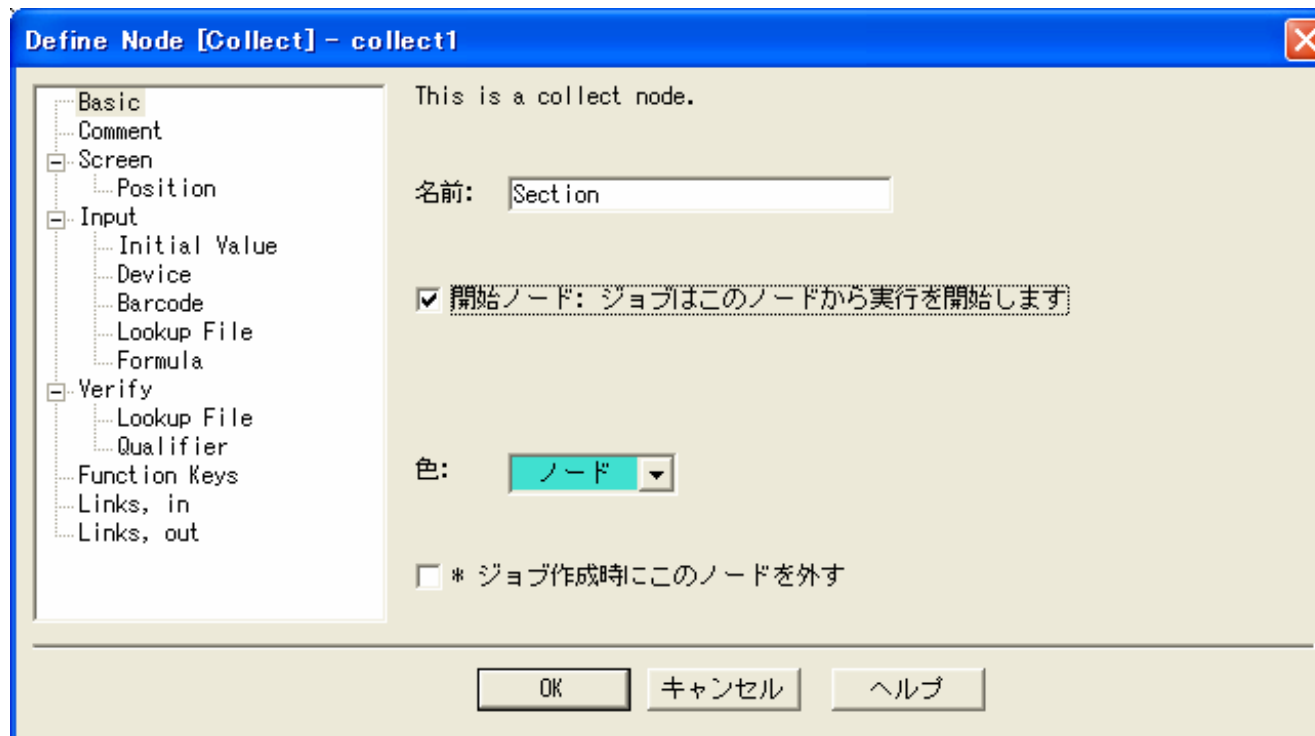 Define Node [Collect] - collect1
Basic
Comment
Screen
Position
Input
Initial Value
Device
Barcode
Lookup File
Formula
Verify
Lookup File
Qualifier
Function Keys
Links, in
Links, out
This is a collect node.
名前: Section
開始ノード: ジョブはこのノードから実行を開始します
色: ノード
* ジョブ作成時にこのノードを外す
OK キャンセル ヘルプ